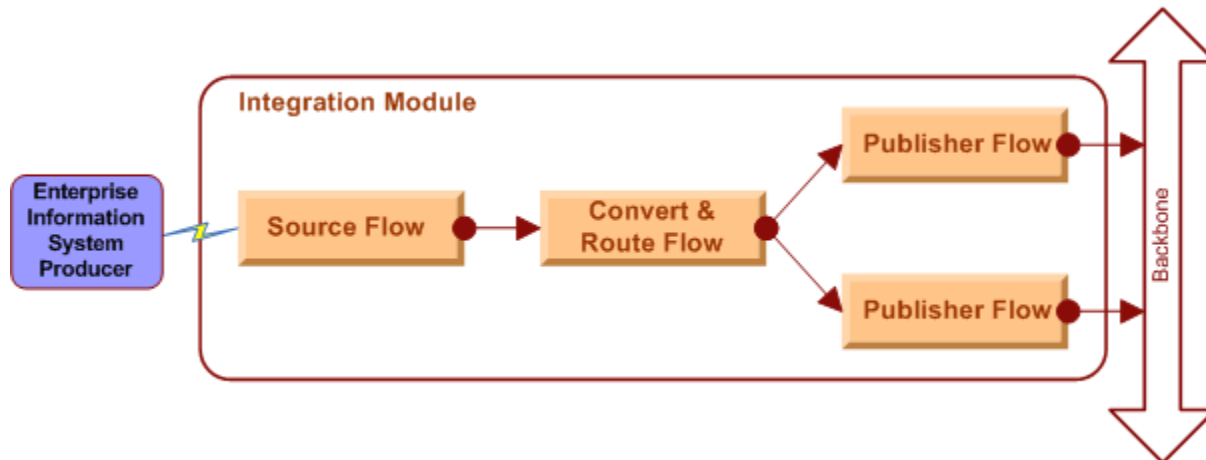 Integration Module
Enterprise
Information
System
Producer
Source Flow
Convert &
Route Flow
Publisher Flow
Publisher Flow
Backbone